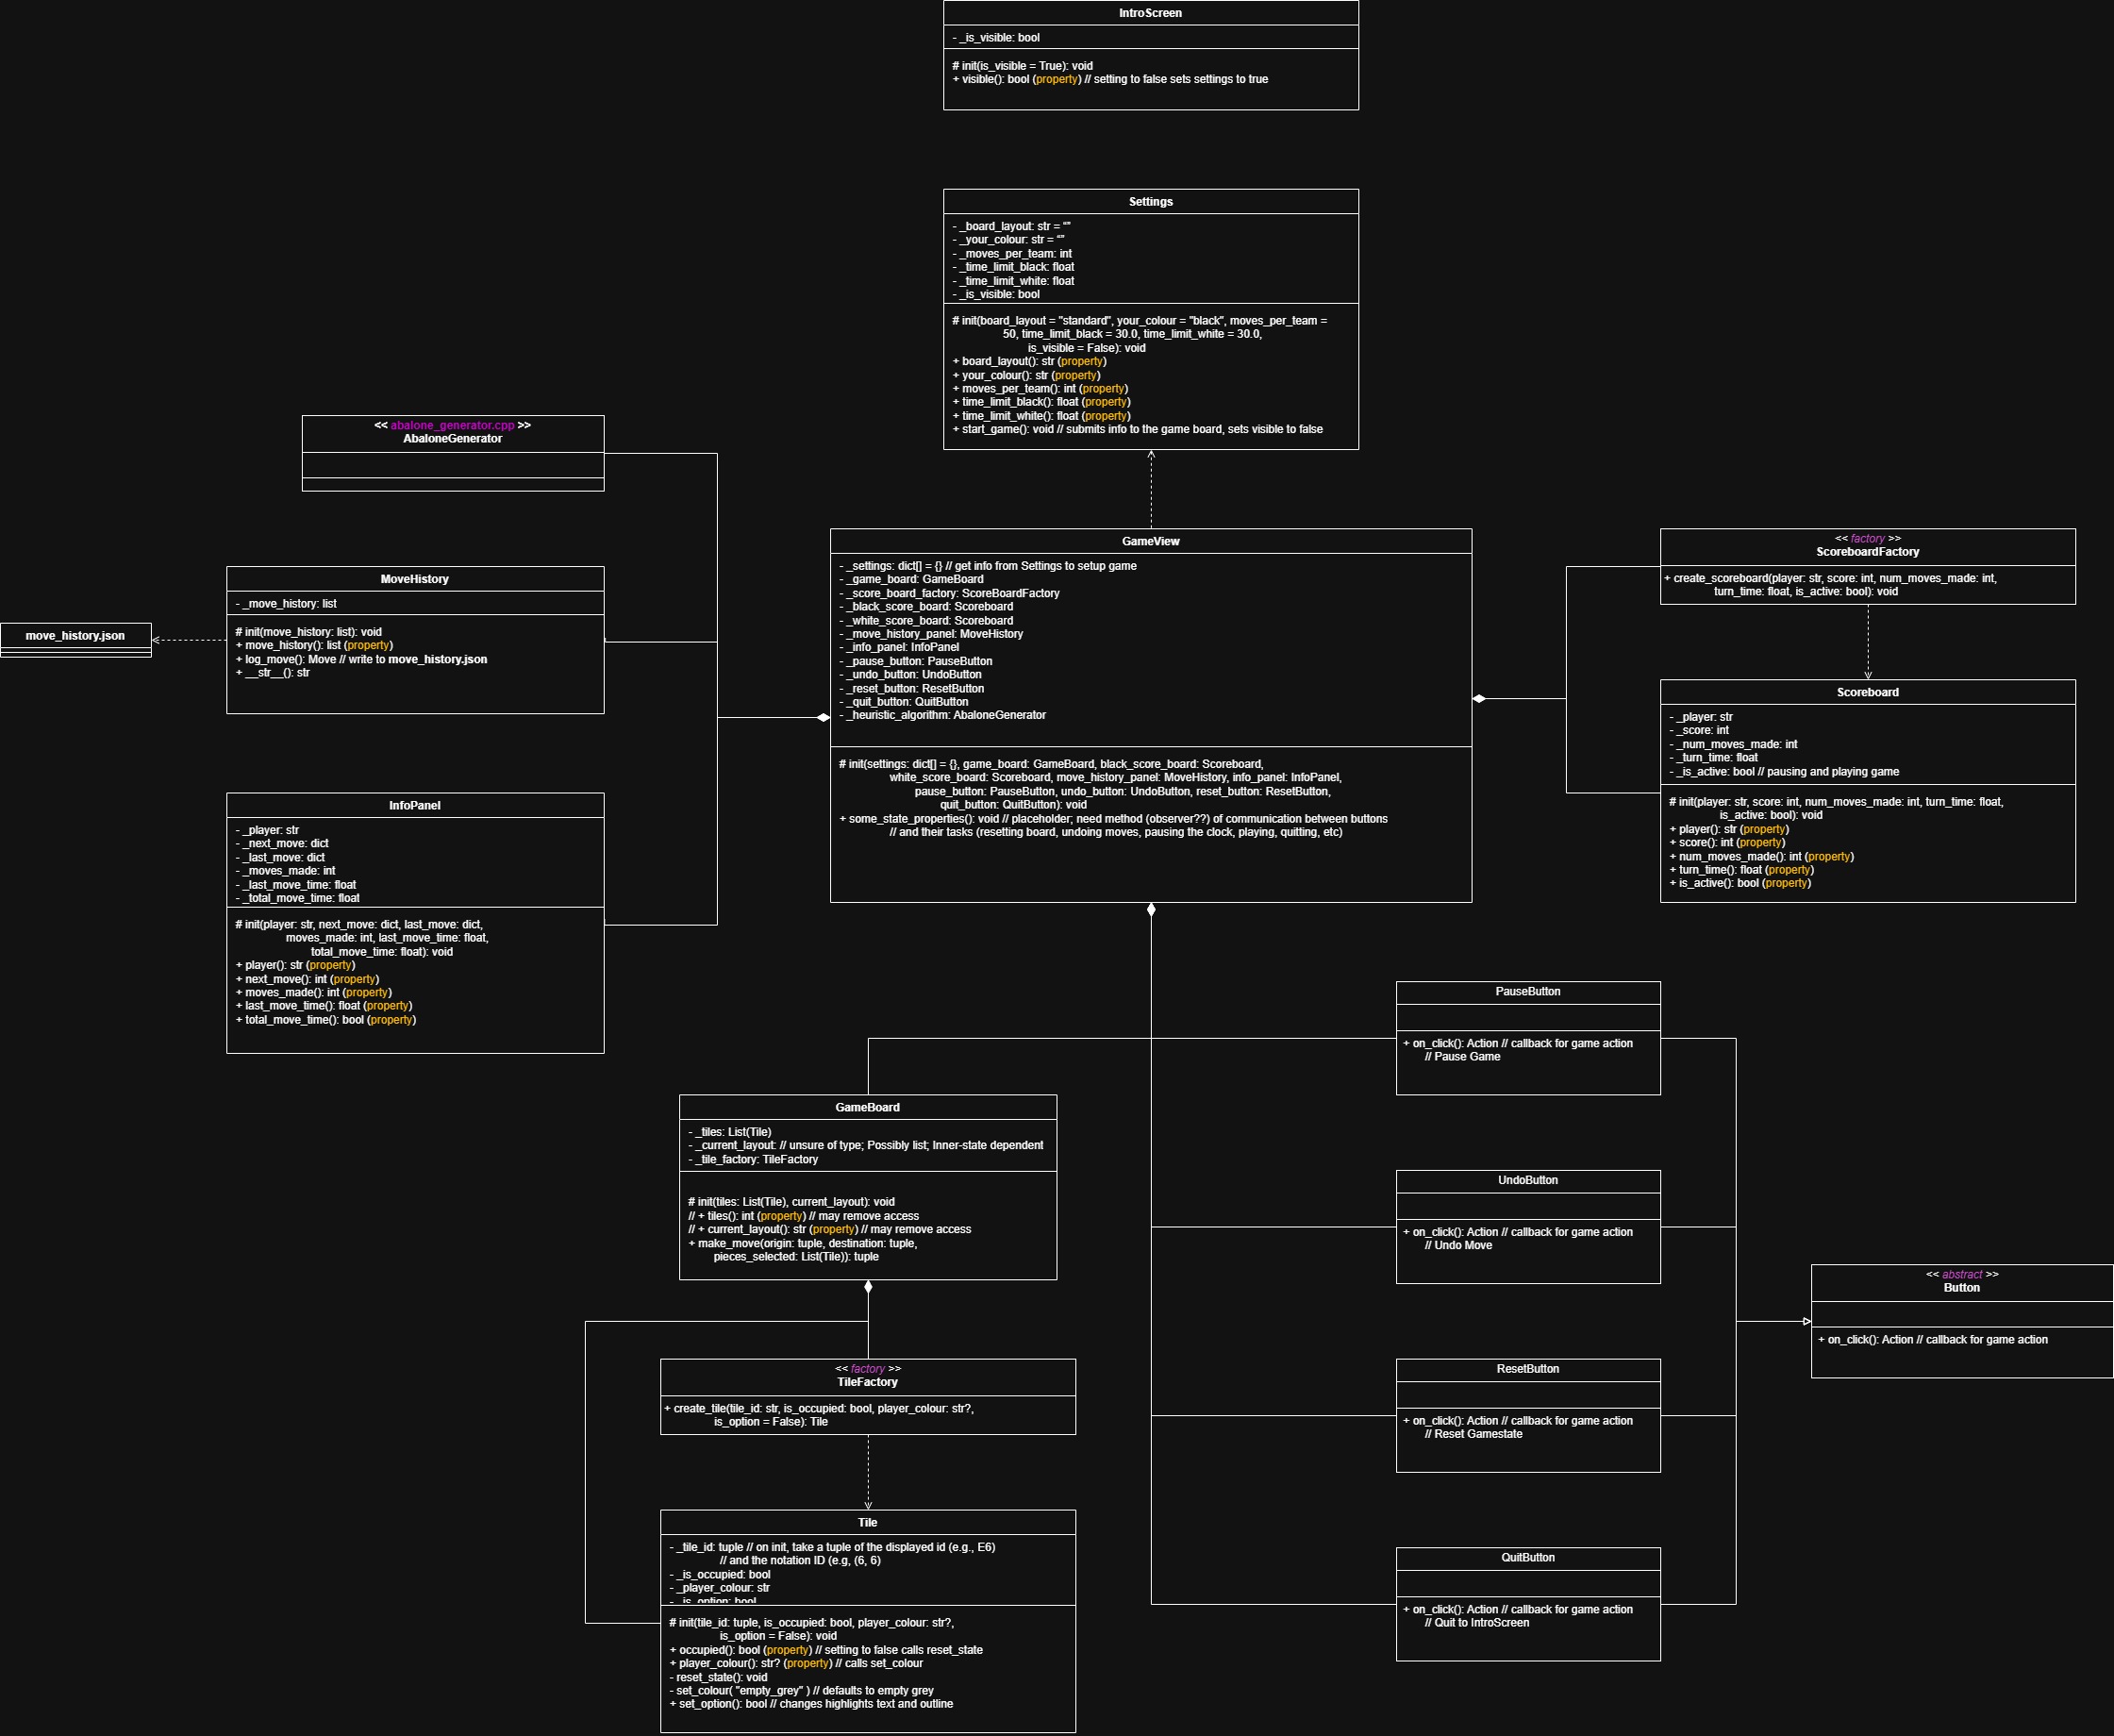 IntroScreen
- _is_visible: bool
# init(is_visible = True): void
+ visible(): bool (property) // setting to false sets settings to true
Settings
- _board_layout: str = “”
- _your_colour: str = “”
- _moves_per_team: int
- _time_limit_black: float
- _time_limit_white: float
- _is_visible: bool
# init(board_layout = "standard", your_colour = "black", moves_per_team =
50, time_limit_black = 30.0, time_limit_white = 30.0,
is_visible = False): void
+ board_layout(): str (property)
+ your_colour(): str (property)
+ moves_per_team(): int (property)
+ time_limit_black(): float (property)
+ time_limit_white(): float (property)
+ start_game(): void // submits info to the game board, sets visible to false
<< abalone_generator.cpp >>
AbaloneGenerator
MoveHistory
- _move_history: list
# init(move_history: list): void
+ move_history(): list (property)
+ log_move(): Move // write to move_history.json
+ __str__(): str
move_history.json
InfoPanel
- _player: str
- _next_move: dict
- _last_move: dict
- _moves_made: int
- _last_move_time: float
- _total_move_time: float
# init(player: str, next_move: dict, last_move: dict,
moves_made: int, last_move_time: float,
total_move_time: float): void
+ player(): str (property)
+ next_move(): int (property)
+ moves_made(): int (property)
+ last_move_time(): float (property)
+ total_move_time(): bool (property)
GameView
- _settings: dict[] = {} // get info from Settings to setup game
- _game_board: GameBoard
- _score_board_factory: ScoreBoardFactory
- _black_score_board: Scoreboard
- _white_score_board: Scoreboard
- _move_history_panel: MoveHistory
- _info_panel: InfoPanel
- _pause_button: PauseButton
- _undo_button: UndoButton
- _reset_button: ResetButton
- _quit_button: QuitButton
- _heuristic_algorithm: AbaloneGenerator
# init(settings: dict[] = {}, game_board: GameBoard, black_score_board: Scoreboard,
white_score_board: Scoreboard, move_history_panel: MoveHistory, info_panel: InfoPanel,
pause_button: PauseButton, undo_button: UndoButton, reset_button: ResetButton,
quit_button: QuitButton): void
+ some_state_properties(): void // placeholder; need method (observer??) of communication between buttons
// and their tasks (resetting board, undoing moves, pausing the clock, playing, quitting, etc)
<< factory >>
ScoreboardFactory
+ create_scoreboard(player: str, score: int, num_moves_made: int,
turn_time: float, is_active: bool): void
Scoreboard
- _player: str
- _score: int
- _num_moves_made: int
- _turn_time: float
- _is_active: bool // pausing and playing game
# init(player: str, score: int, num_moves_made: int, turn_time: float,
is_active: bool): void
+ player(): str (property)
+ score(): int (property)
+ num_moves_made(): int (property)
+ turn_time(): float (property)
+ is_active(): bool (property)
GameBoard
- _tiles: List(Tile)
- _current_layout: // unsure of type; Possibly list; Inner-state dependent
- _tile_factory: TileFactory
# init(tiles: List(Tile), current_layout): void
// + tiles(): int (property) // may remove access
// + current_layout(): str (property) // may remove access
+ make_move(origin: tuple, destination: tuple,
pieces_selected: List(Tile)): tuple
<< factory >>
TileFactory
+ create_tile(tile_id: str, is_occupied: bool, player_colour: str?,
is_option = False): Tile
Tile
- _tile_id: tuple // on init, take a tuple of the displayed id (e.g., E6)
// and the notation ID (e.g, (6, 6)
- _is_occupied: bool
- _player_colour: str
- _is_option: bool
# init(tile_id: tuple, is_occupied: bool, player_colour: str?,
is_option = False): void
+ occupied(): bool (property) // setting to false calls reset_state
+ player_colour(): str? (property) // calls set_colour
- reset_state(): void
- set_colour( "empty_grey" ) // defaults to empty grey
+ set_option(): bool // changes highlights text and outline
PauseButton
+ on_click(): Action // callback for game action
// Pause Game
UndoButton
+ on_click(): Action // callback for game action
// Undo Move
ResetButton
+ on_click(): Action // callback for game action
// Reset Gamestate
QuitButton
+ on_click(): Action // callback for game action
// Quit to IntroScreen
<< abstract >>
Button
+ on_click(): Action // callback for game action